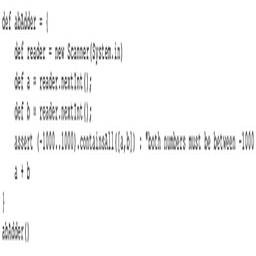 def abAdder = {
def reader = new Scanner(System.in)
def a = reader.nextInt();
def b = reader.nextInt();
assert (-1000..1000).containsAll([a,b]) : "both numbers must be between -1000
a + b
}
abAdder()